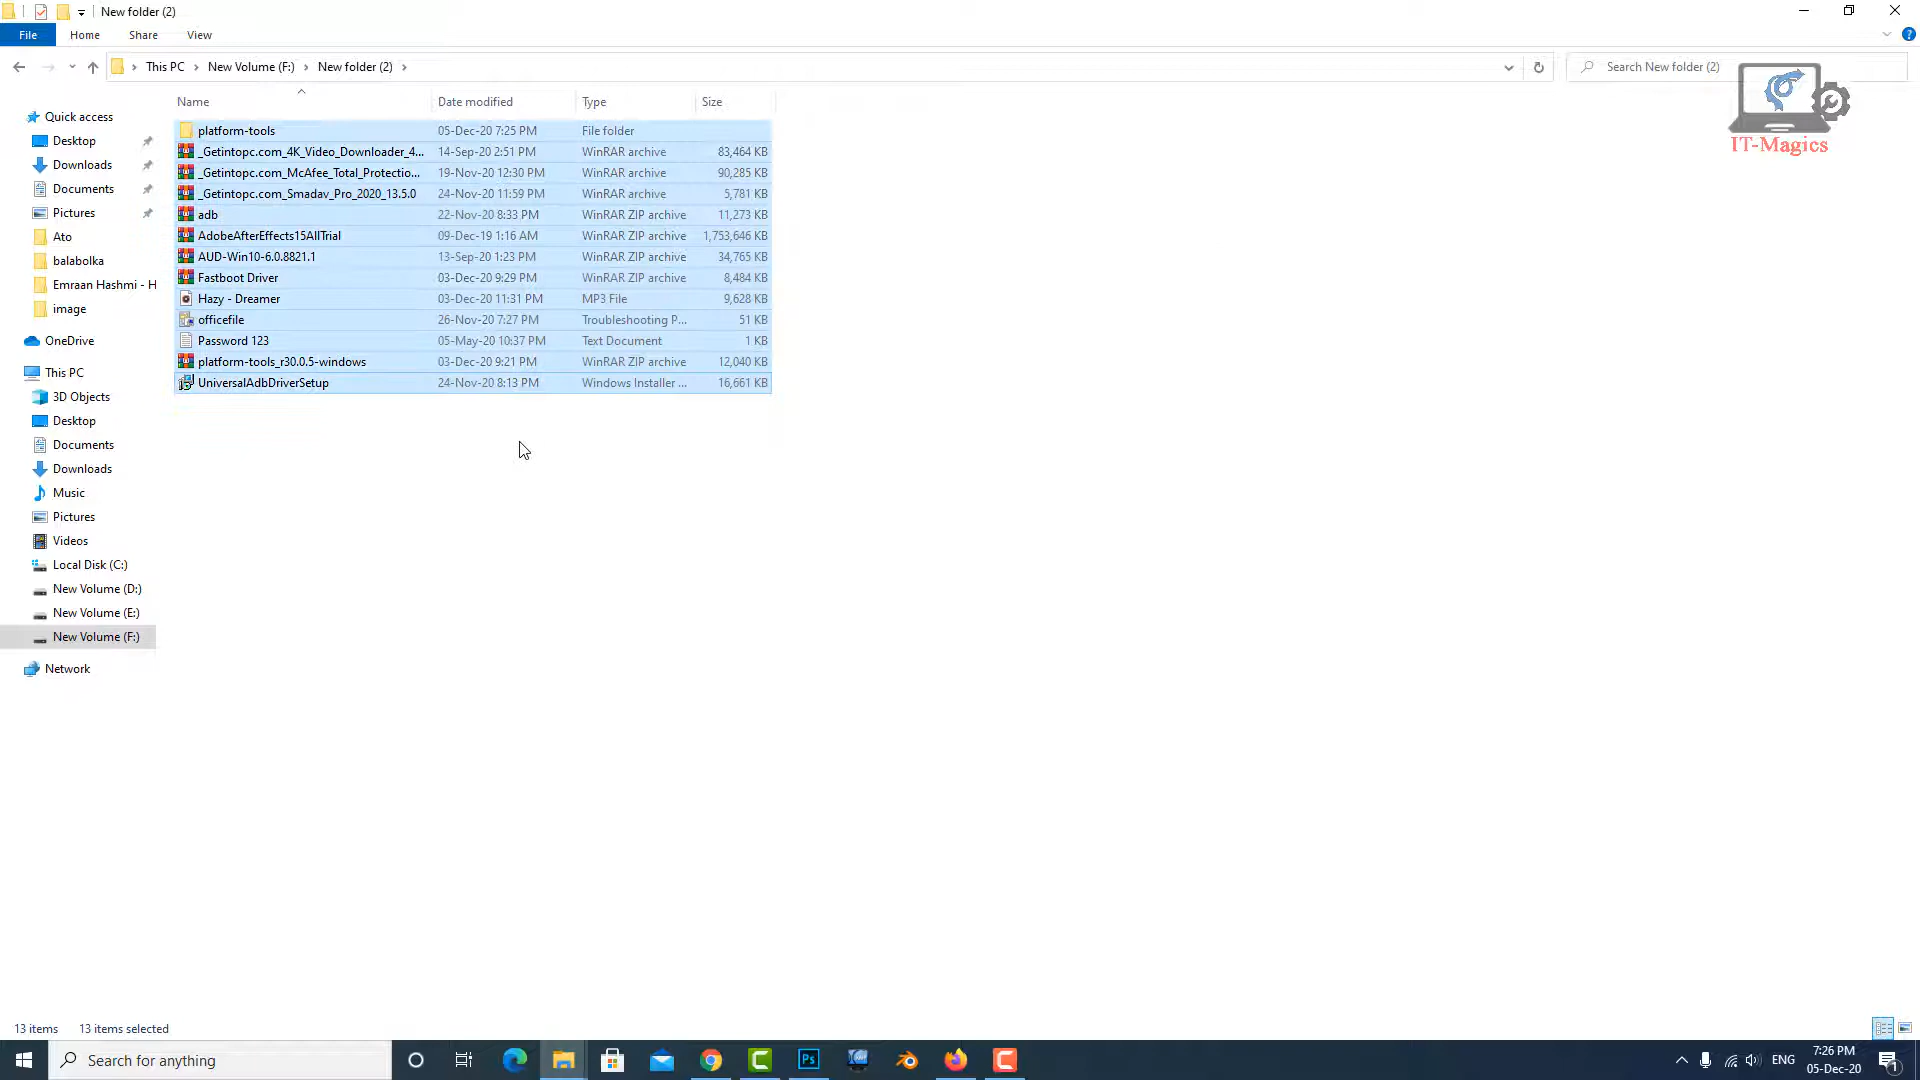 New folder (2)
File Home Share View
This PC New Volume (F:) New folder (2) Search New folder (2)
IT-Magics
Name Date modified Type Size
platform-tools 05-Dec-20 7:25 PM File folder
_Getintopc.com_4K_Video_Downloader_4... 14-Sep-20 2:51 PM WinRAR archive 83,464 KB
_Getintopc.com_McAfee_Total_Protectio... 19-Nov-20 12:30 PM WinRAR archive 90,285 KB
_Getintopc.com_Smadav_Pro_2020_13.5.0 24-Nov-20 11:59 PM WinRAR archive 5,781 KB
adb 22-Nov-20 8:33 PM WinRAR ZIP archive 11,273 KB
AdobeAfterEffects15AllTrial 09-Dec-19 1:16 AM WinRAR ZIP archive 1,753,646 KB
AUD-Win10-6.0.8821.1 13-Sep-20 1:23 PM WinRAR ZIP archive 34,765 KB
Fastboot Driver 03-Dec-20 9:29 PM WinRAR ZIP archive 8,484 KB
Hazy - Dreamer 03-Dec-20 11:31 PM MP3 File 9,628 KB
officefile 26-Nov-20 7:27 PM Troubleshooting P... 51 KB
Password 123 05-May-20 10:37 PM Text Document 1 KB
platform-tools_r30.0.5-windows 03-Dec-20 9:21 PM WinRAR ZIP archive 12,040 KB
UniversalAdbDriverSetup 24-Nov-20 8:13 PM Windows Installer ... 16,661 KB
Quick access
Desktop
Downloads
Documents
Pictures
Ato
balabolka
Emraan Hashmi - H
image
OneDrive
This PC
3D Objects
Desktop
Documents
Downloads
Music
Pictures
Videos
Local Disk (C:)
New Volume (D:)
New Volume (E:)
New Volume (F:)
Network
13 items 13 items selected
Search for anything
Ps
ENG
7:26 PM
05-Dec-20
1